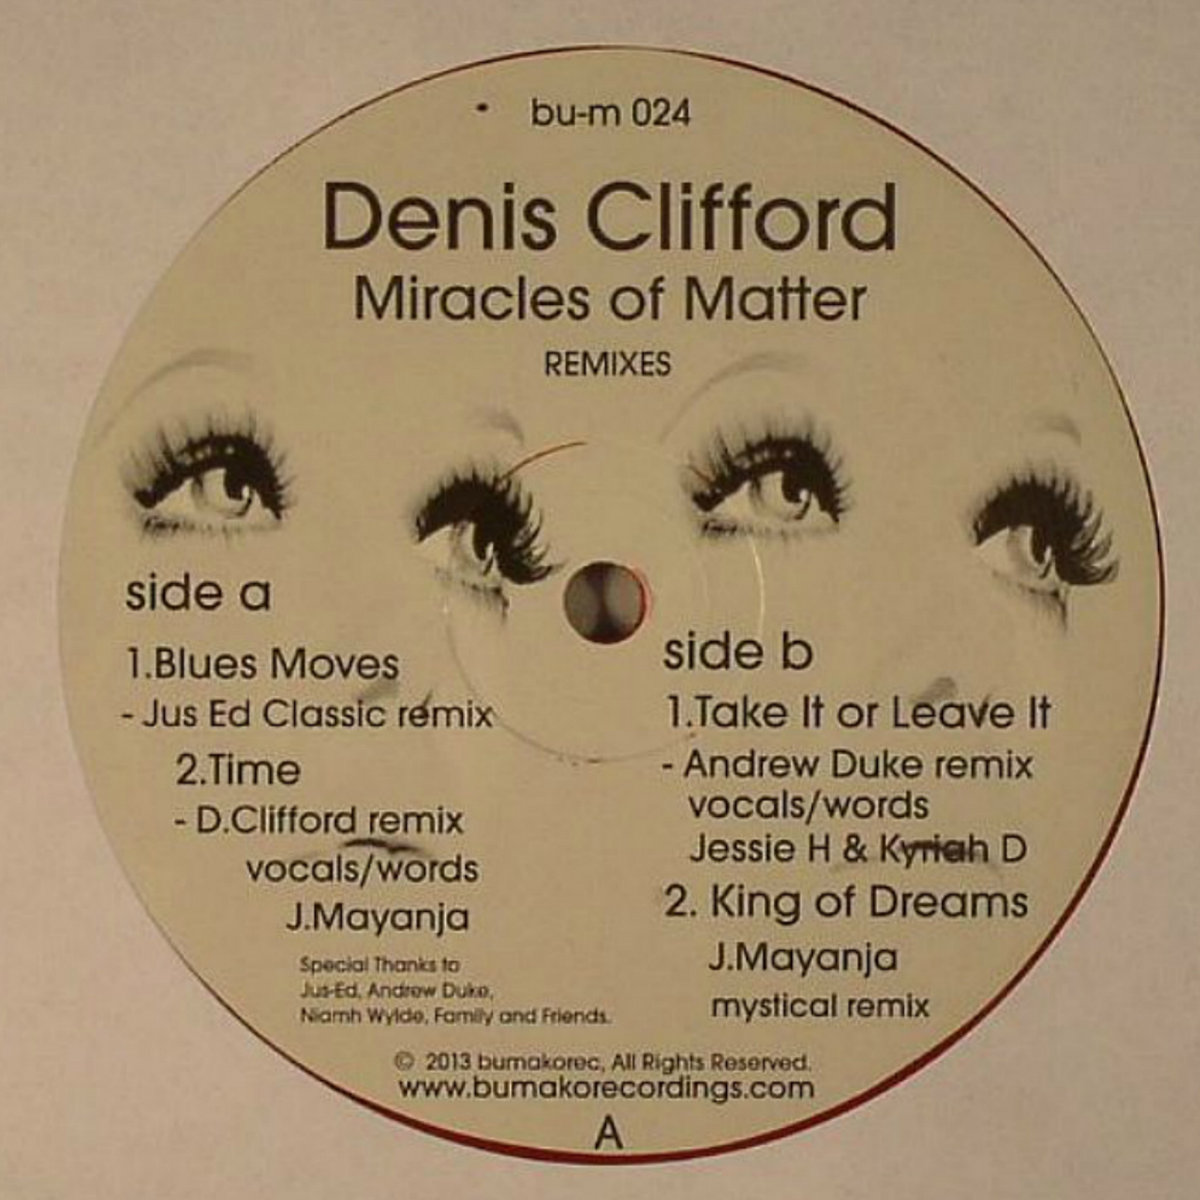 bu-m 024
Denis Clifford
Miracles of Matter
REMIXES
side a
1.Blues Moves
- Jus Ed Classic remix
2.Time
- D.Clifford remix
vocals/words
J.Mayanja
Special Thanks to
Jus-Ed, Andrew Duke,
Niamh Wylde, Family and Friends.
side b
1.Take It or Leave It
- Andrew Duke remix
vocals/words
Jessie H & Kyriah D
2. King of Dreams
J.Mayanja
mystical remix
© 2013 bumakorec, All Rights Reserved.
www.bumakorecordings.com
A